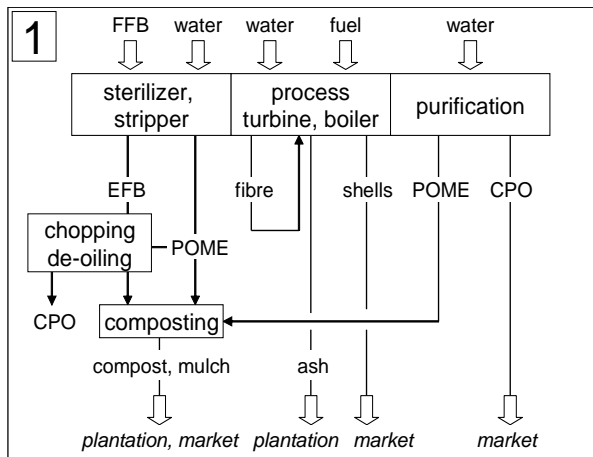 1
FFB water water fuel water
sterilizer, process purification
stripper turbine, boiler
EFB fibre shells POME CPO
chopping
de-oiling
POME
CPO composting
compost, mulch ash
plantation, market plantation market market